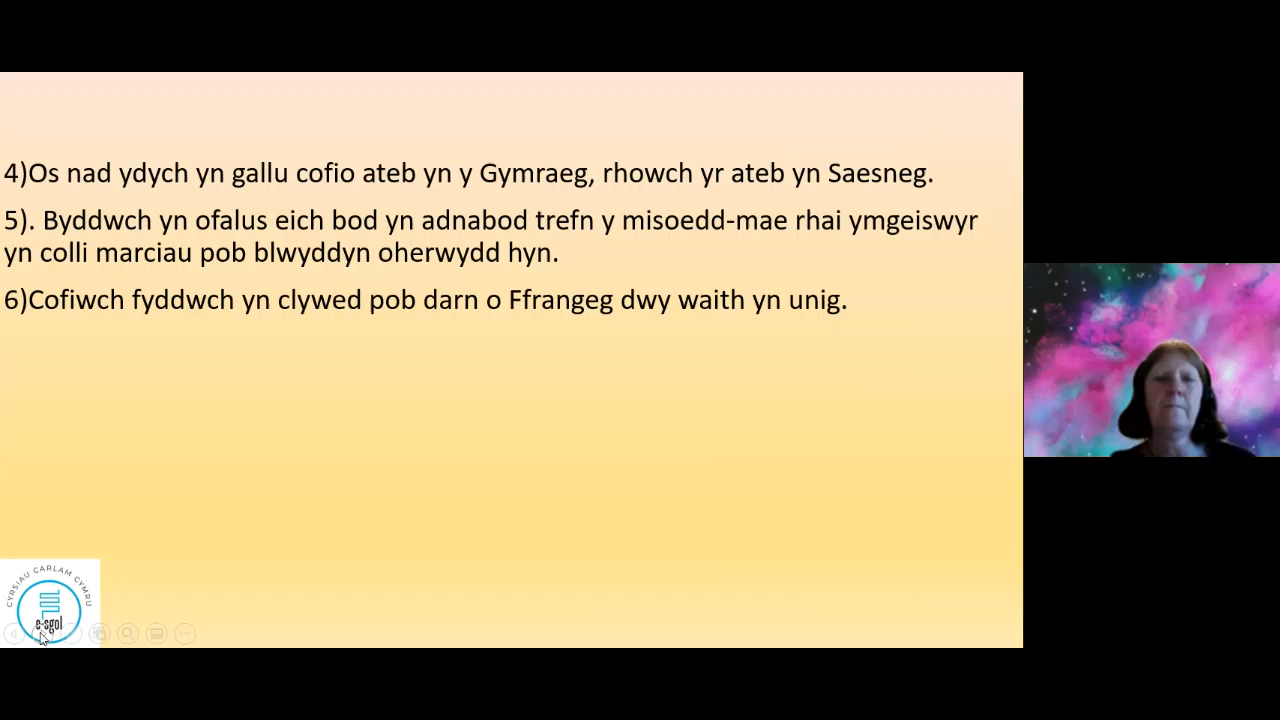 4)Os nad ydych yn gallu cofio ateb yn y Gymraeg, rhowch yr ateb yn Saesneg.
5). Byddwch yn ofalus eich bod yn adnabod trefn y misoedd-mae rhai ymgeiswyr
yn colli marciau pob blwyddyn oherwydd hyn.
6)Cofiwch fyddwch yn clywed pob darn o Ffrangeg dwy waith yn unig.
CYRSIAU CARLAM CYMRU
e-sgol